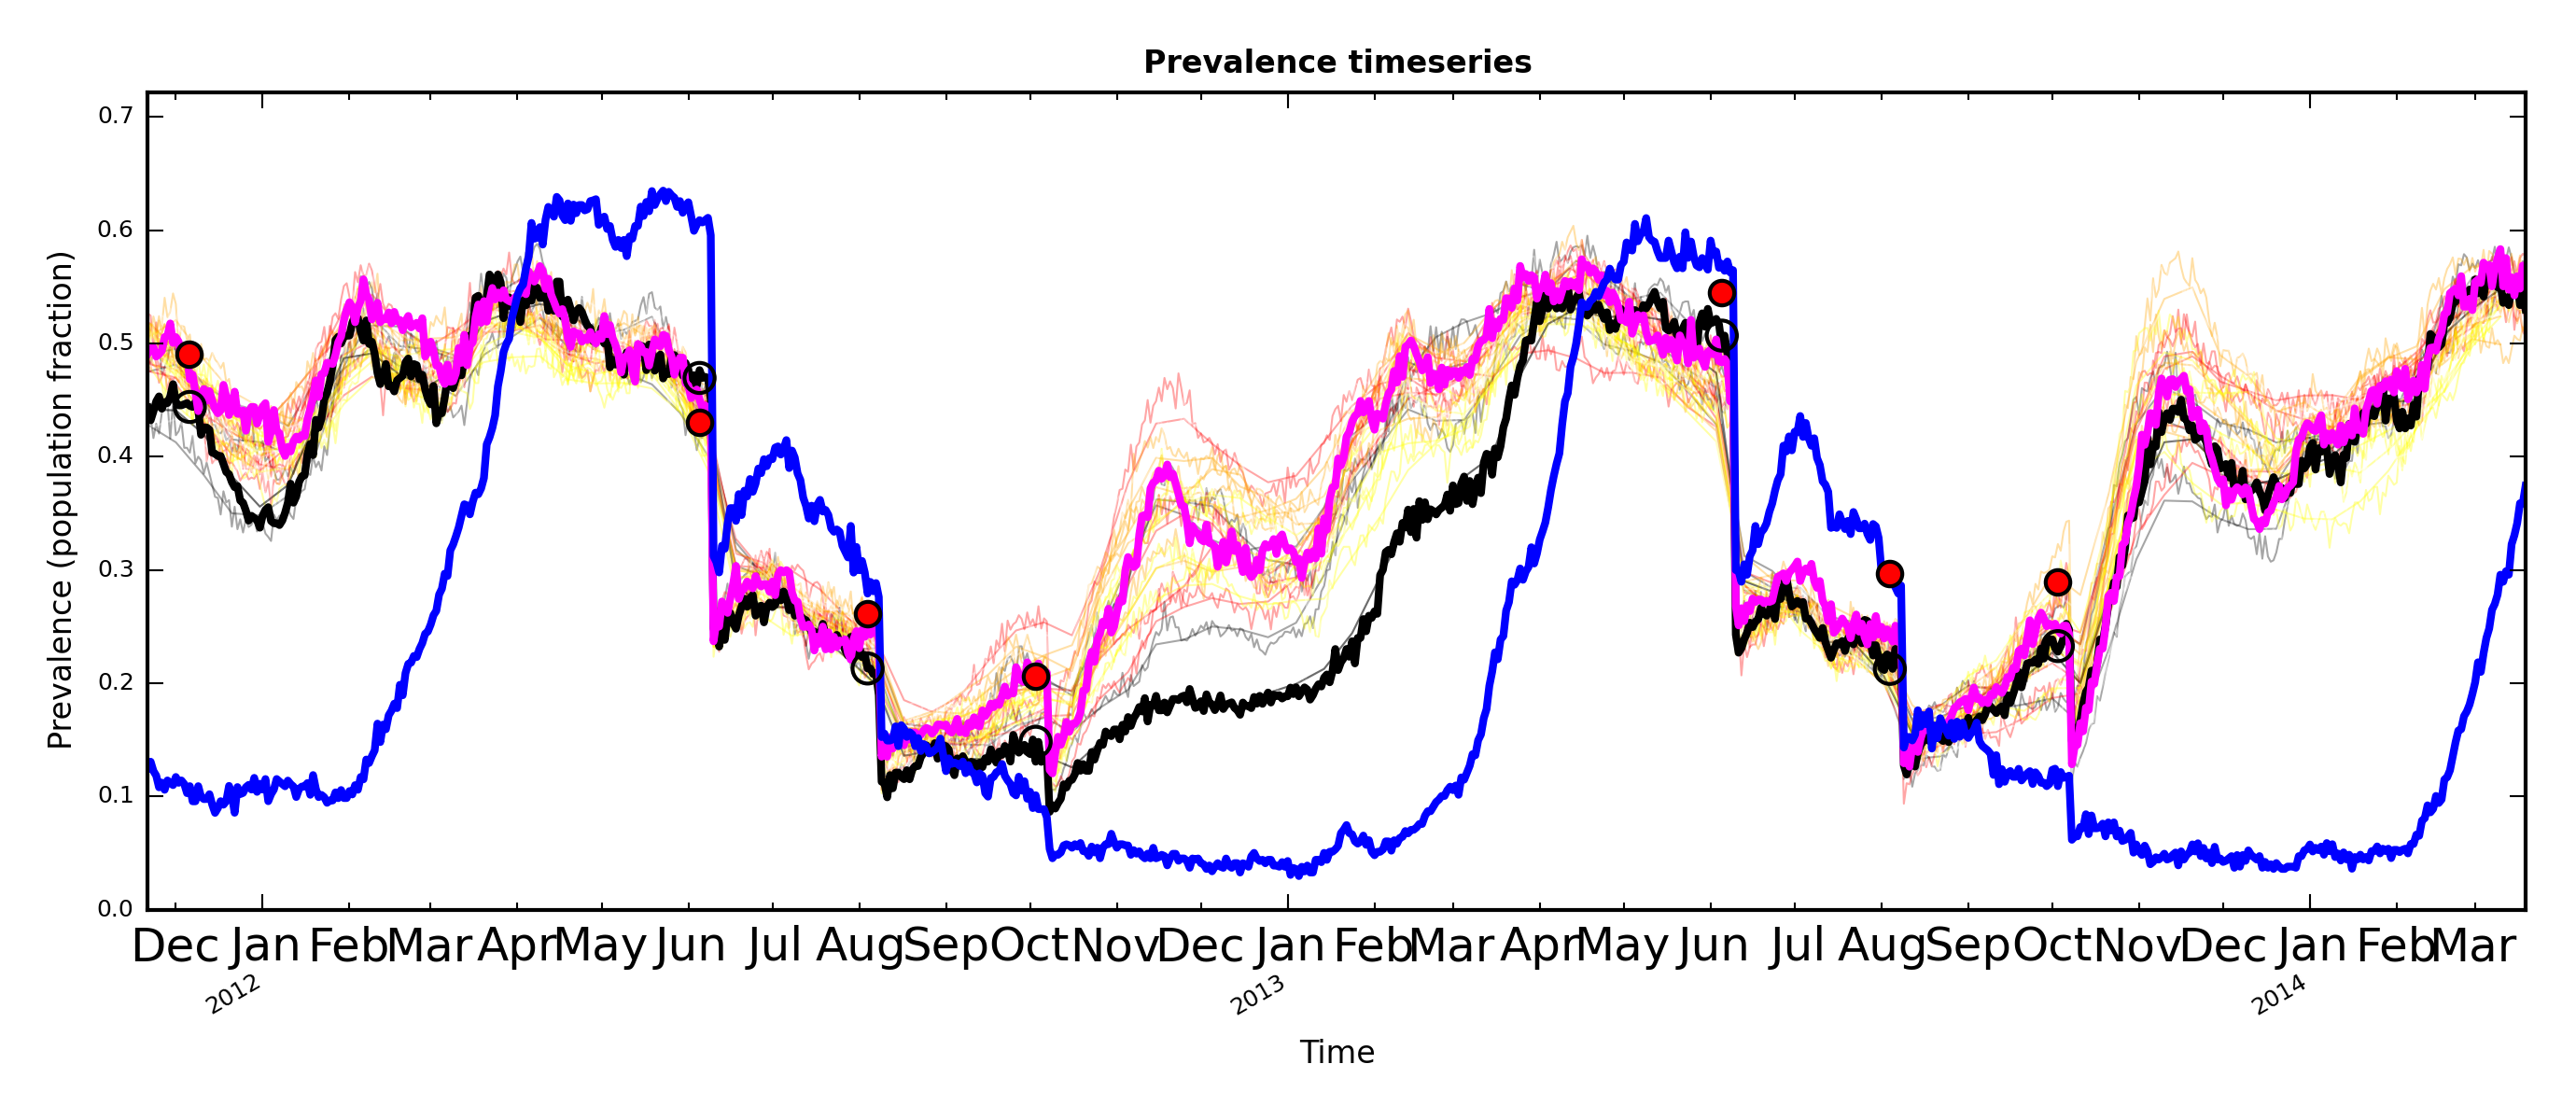 Prevalence timeseries
0.7
0.6
0.5
0.4
0.3
0.2
0.1
0.0
Prevalence (population fraction)
Dec Jan Feb Mar Apr May Jun Jul Aug Sep Oct Nov Dec Jan Feb Mar Apr May Jun Jul Aug Sep Oct Nov Dec Jan Feb Mar
2012 2013 2014
Time